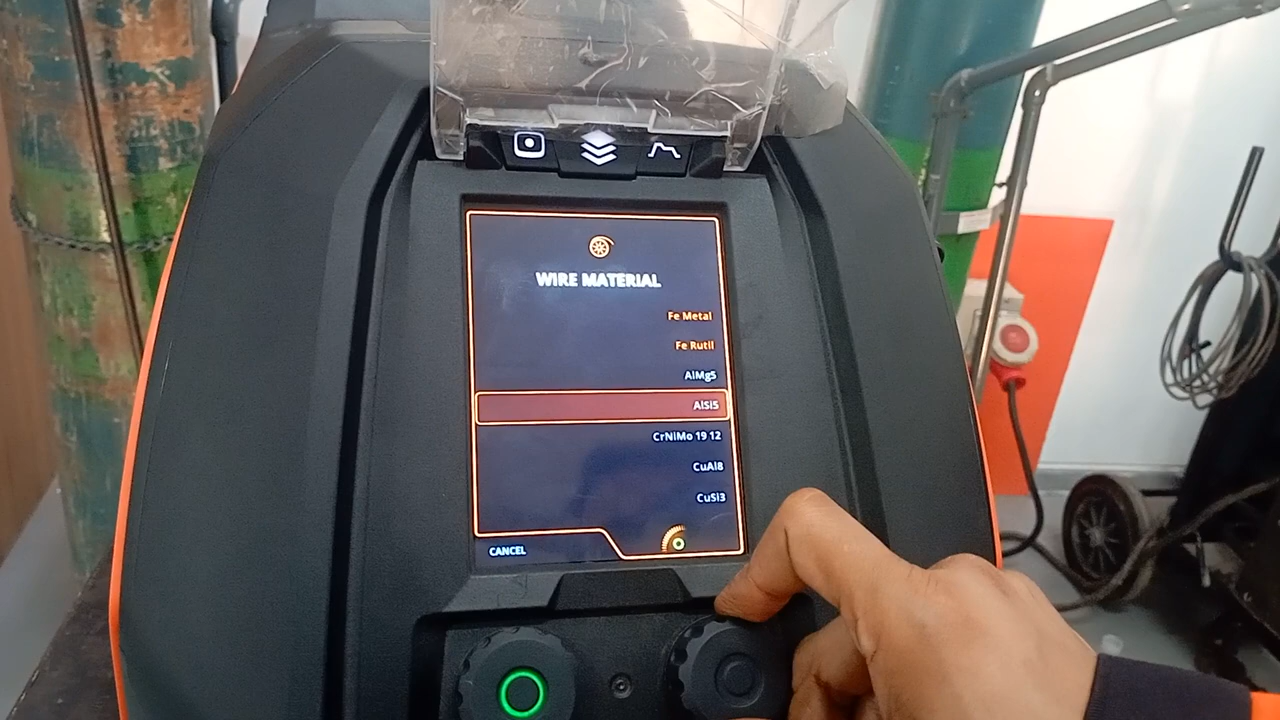 WIRE MATERIAL
Fe Metal
Fe Rutil
AlMg5
AlSi5
CrNiMo 19 12
CuAl8
CuSi3
CANCEL